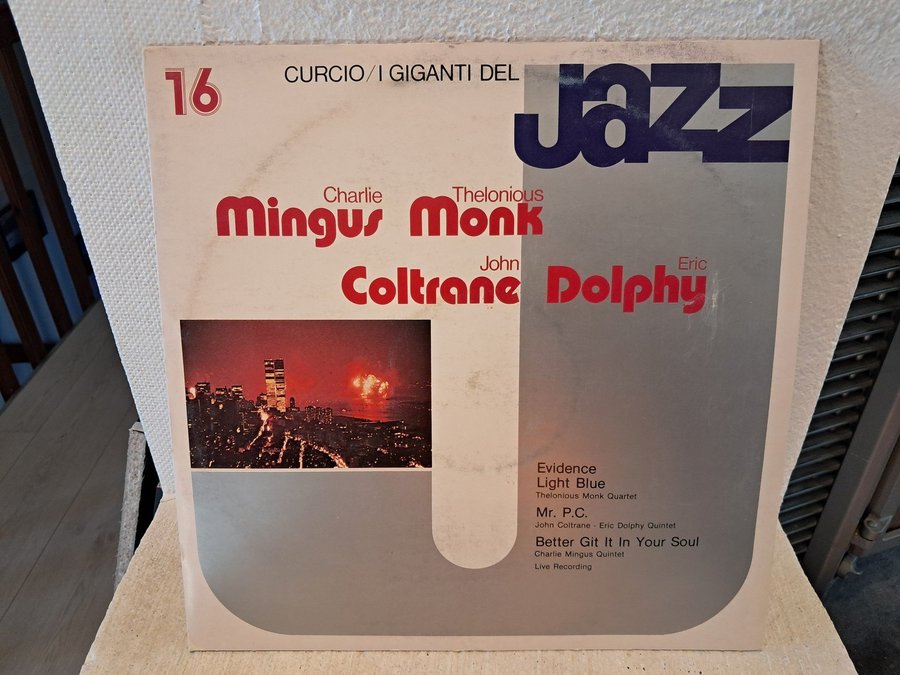 16
CURCIO/I GIGANTI DEL
Jazz
Charlie
Mingus
Thelonious
Monk
John
Coltrane
Eric
Dolphy
Evidence
Light Blue
Thelonious Monk Quartet
Mr. P.C.
John Coltrane - Eric Dolphy Quintet
Better Git It In Your Soul
Charlie Mingus Quintet
Live Recording